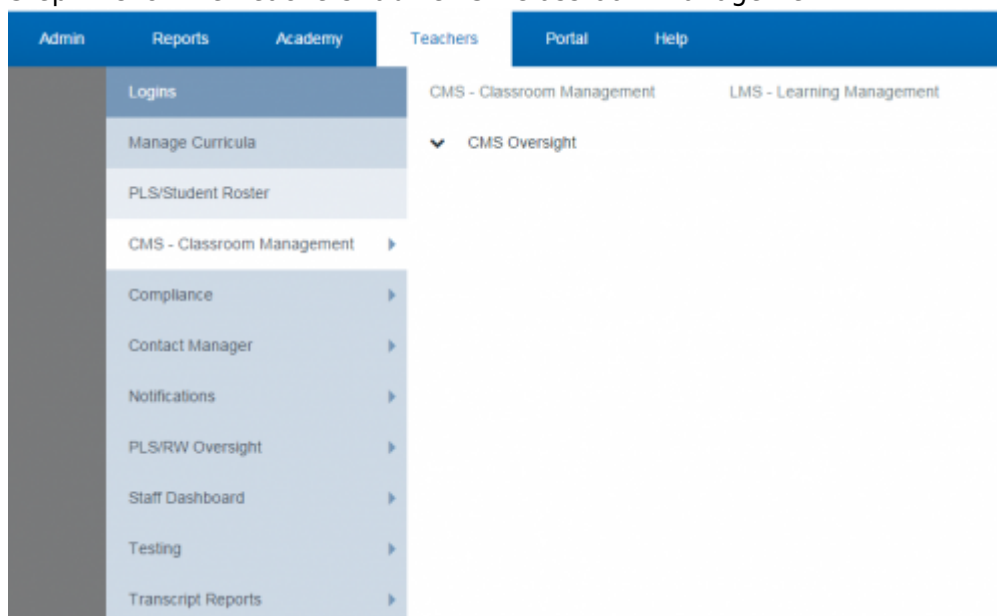 Admin Reports Academy Teachers Portal Help
Logins
CMS - Classroom Management LMS - Learning Management
Manage Curricula
CMS Oversight
PLS/Student Roster
CMS - Classroom Management
Compliance
Contact Manager
Notifications
PLS/RW Oversight
Staff Dashboard
Testing
Transcript Reports